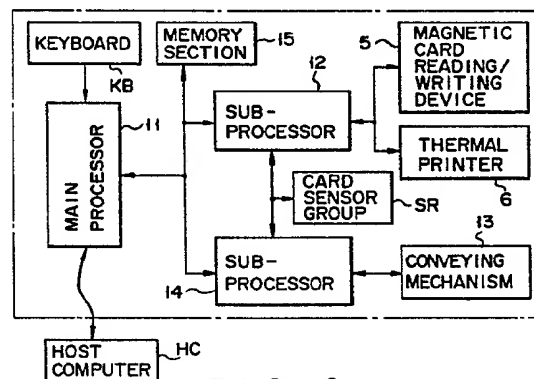 KEYBOARD
KB
MEMORY
SECTION
15
5
MAGNETIC
CARD
READING/
WRITING
DEVICE
11
MAIN
PROCESSOR
12
SUB-
PROCESSOR
THERMAL
PRINTER
6
CARD
SENSOR
GROUP
SR
13
SUB-
PROCESSOR
14
CONVEYING
MECHANISM
HOST
COMPUTER
HC